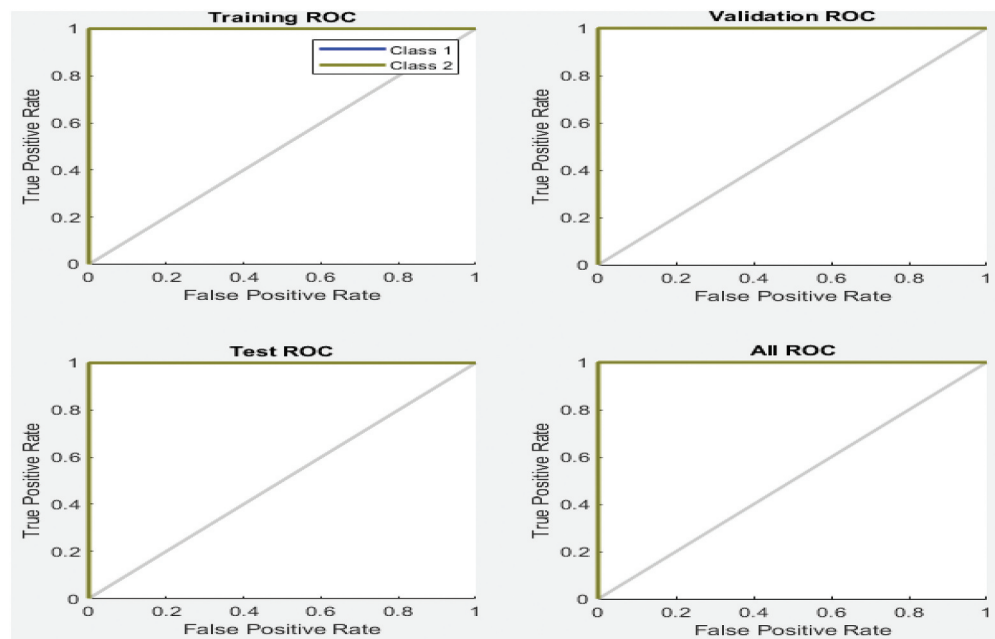 Training ROC
1
0.8
0.6
0.4
0.2
0
True Positive Rate
Class 1
Class 2
0 0.2 0.4 0.6 0.8 1
False Positive Rate
Validation ROC
1
0.8
0.6
0.4
0.2
0
True Positive Rate
0 0.2 0.4 0.6 0.8 1
False Positive Rate
Test ROC
1
0.8
0.6
0.4
0.2
0
True Positive Rate
0 0.2 0.4 0.6 0.8 1
False Positive Rate
All ROC
1
0.8
0.6
0.4
0.2
0
True Positive Rate
0 0.2 0.4 0.6 0.8 1
False Positive Rate